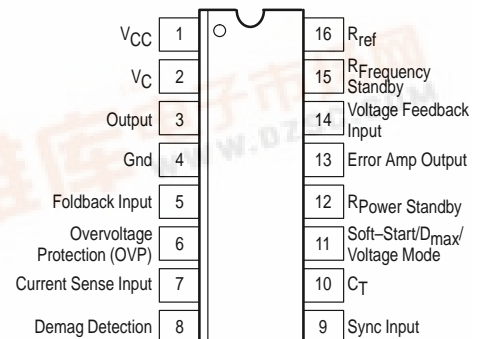 VCC 1
VC 2
Output 3
Gnd 4
Foldback Input 5
Overvoltage
Protection (OVP) 6
Current Sense Input 7
Demag Detection 8
16 Rref
15 RFrequency
Standby
14 Voltage Feedback
Input
13 Error Amp Output
12 RPower Standby
11 Soft–Start/Dmax/
Voltage Mode
10 CT
9 Sync Input